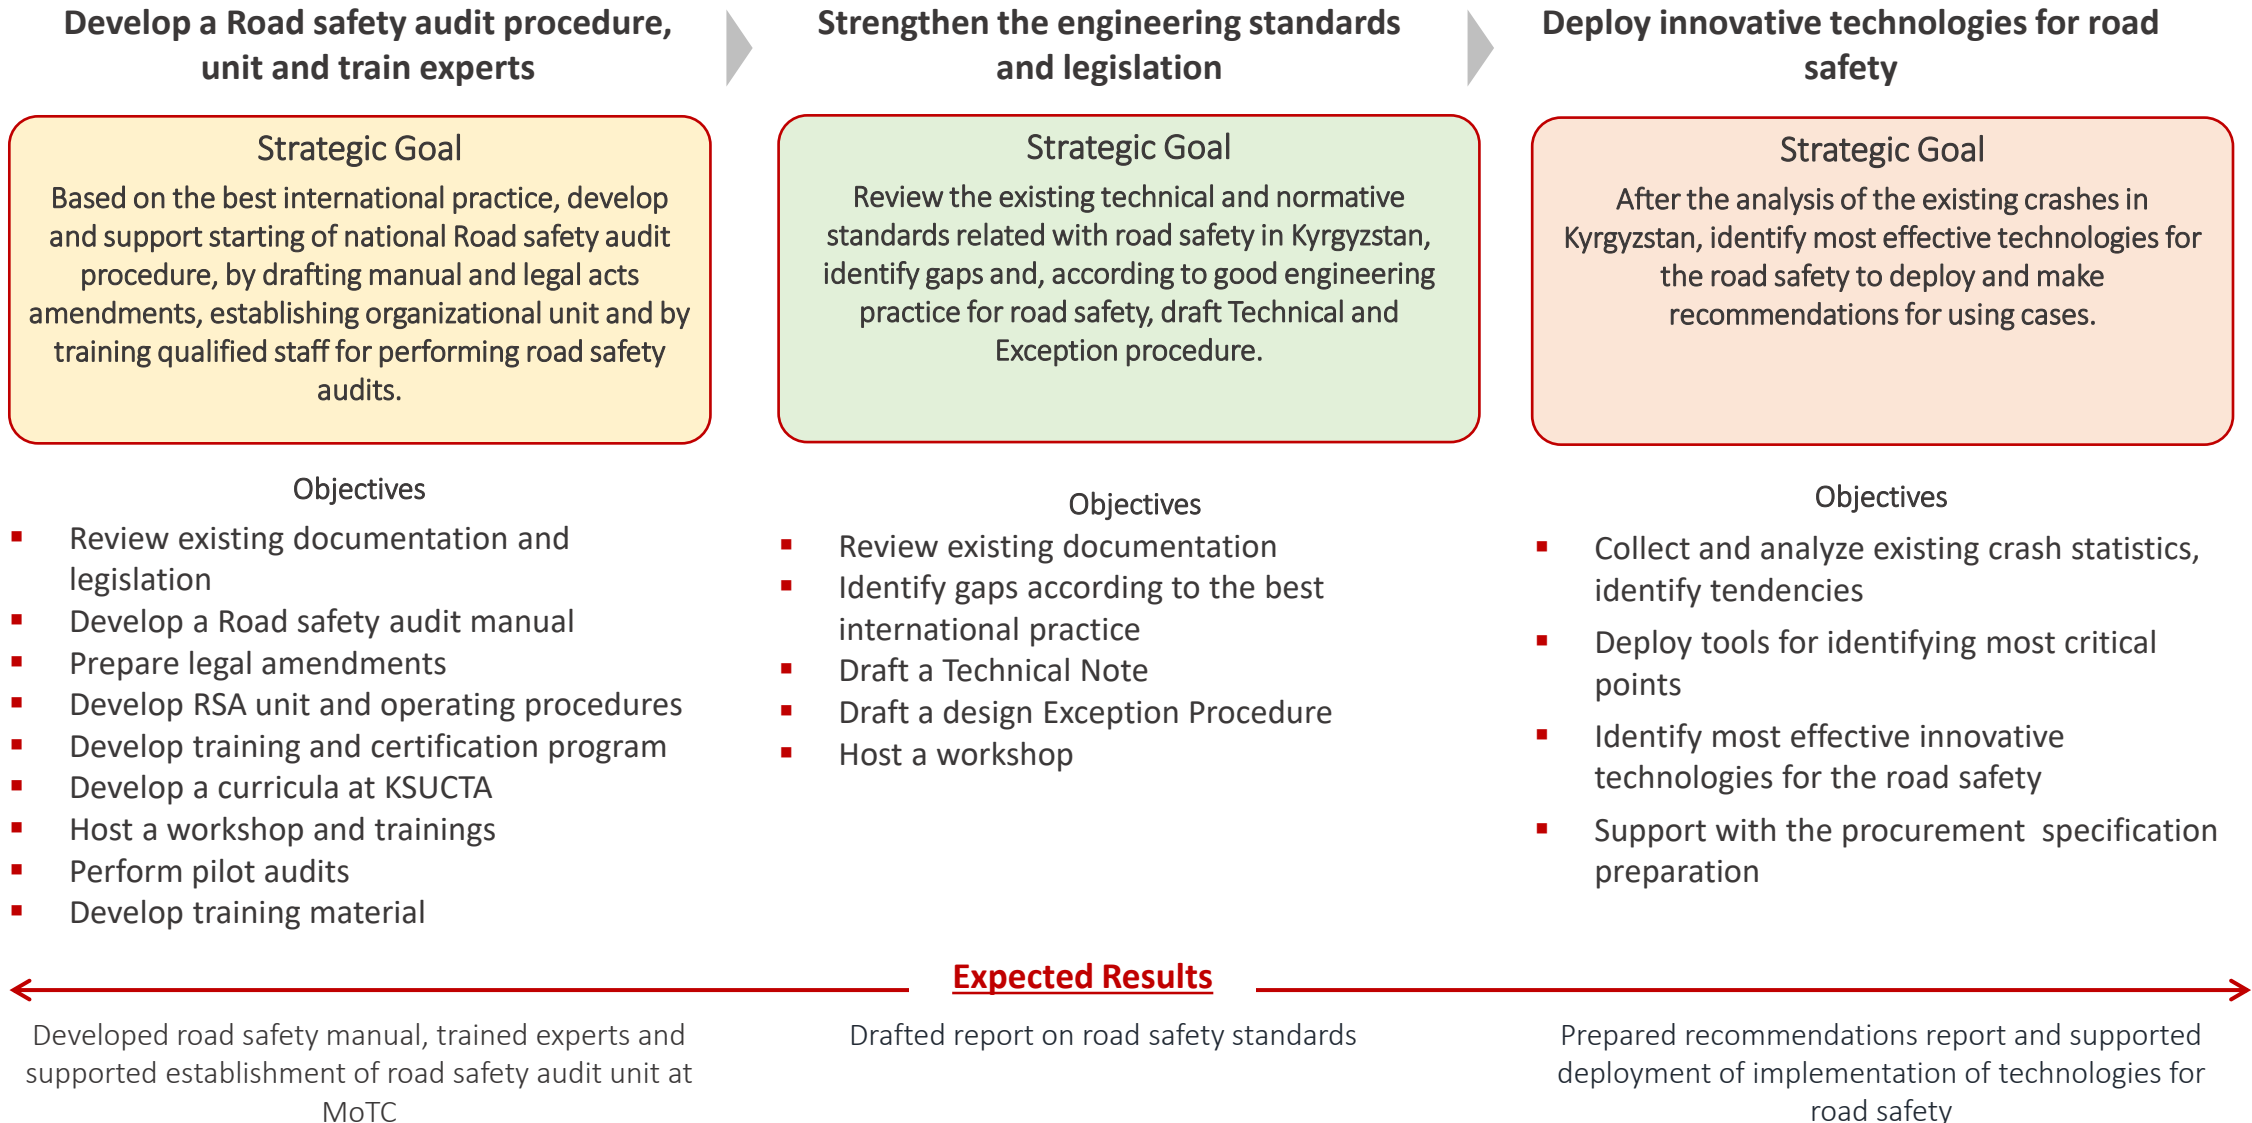 Develop a Road safety audit procedure,
unit and train experts
Strategic Goal
Based on the best international practice, develop
and support starting of national Road safety audit
procedure, by drafting manual and legal acts
amendments, establishing organizational unit and by
training qualified staff for performing road safety
audits.
Objectives
Review existing documentation and
legislation
Develop a Road safety audit manual
Prepare legal amendments
Develop RSA unit and operating procedures
Develop training and certification program
Develop a curricula at KSUCTA
Host a workshop and trainings
Perform pilot audits
Develop training material
Strengthen the engineering standards
and legislation
Strategic Goal
Review the existing technical and normative
standards related with road safety in Kyrgyzstan,
identify gaps and, according to good engineering
practice for road safety, draft Technical and
Exception procedure.
Objectives
Review existing documentation
Identify gaps according to the best
international practice
Draft a Technical Note
Draft a design Exception Procedure
Host a workshop
Deploy innovative technologies for road
safety
Strategic Goal
After the analysis of the existing crashes in
Kyrgyzstan, identify most effective technologies for
the road safety to deploy and make
recommendations for using cases.
Objectives
Collect and analyze existing crash statistics,
identify tendencies
Deploy tools for identifying most critical
points
Identify most effective innovative
technologies for the road safety
Support with the procurement  specification
preparation
Expected Results
Developed road safety manual, trained experts and
supported establishment of road safety audit unit at
MoTC
Drafted report on road safety standards
Prepared recommendations report and supported
deployment of implementation of technologies for
road safety